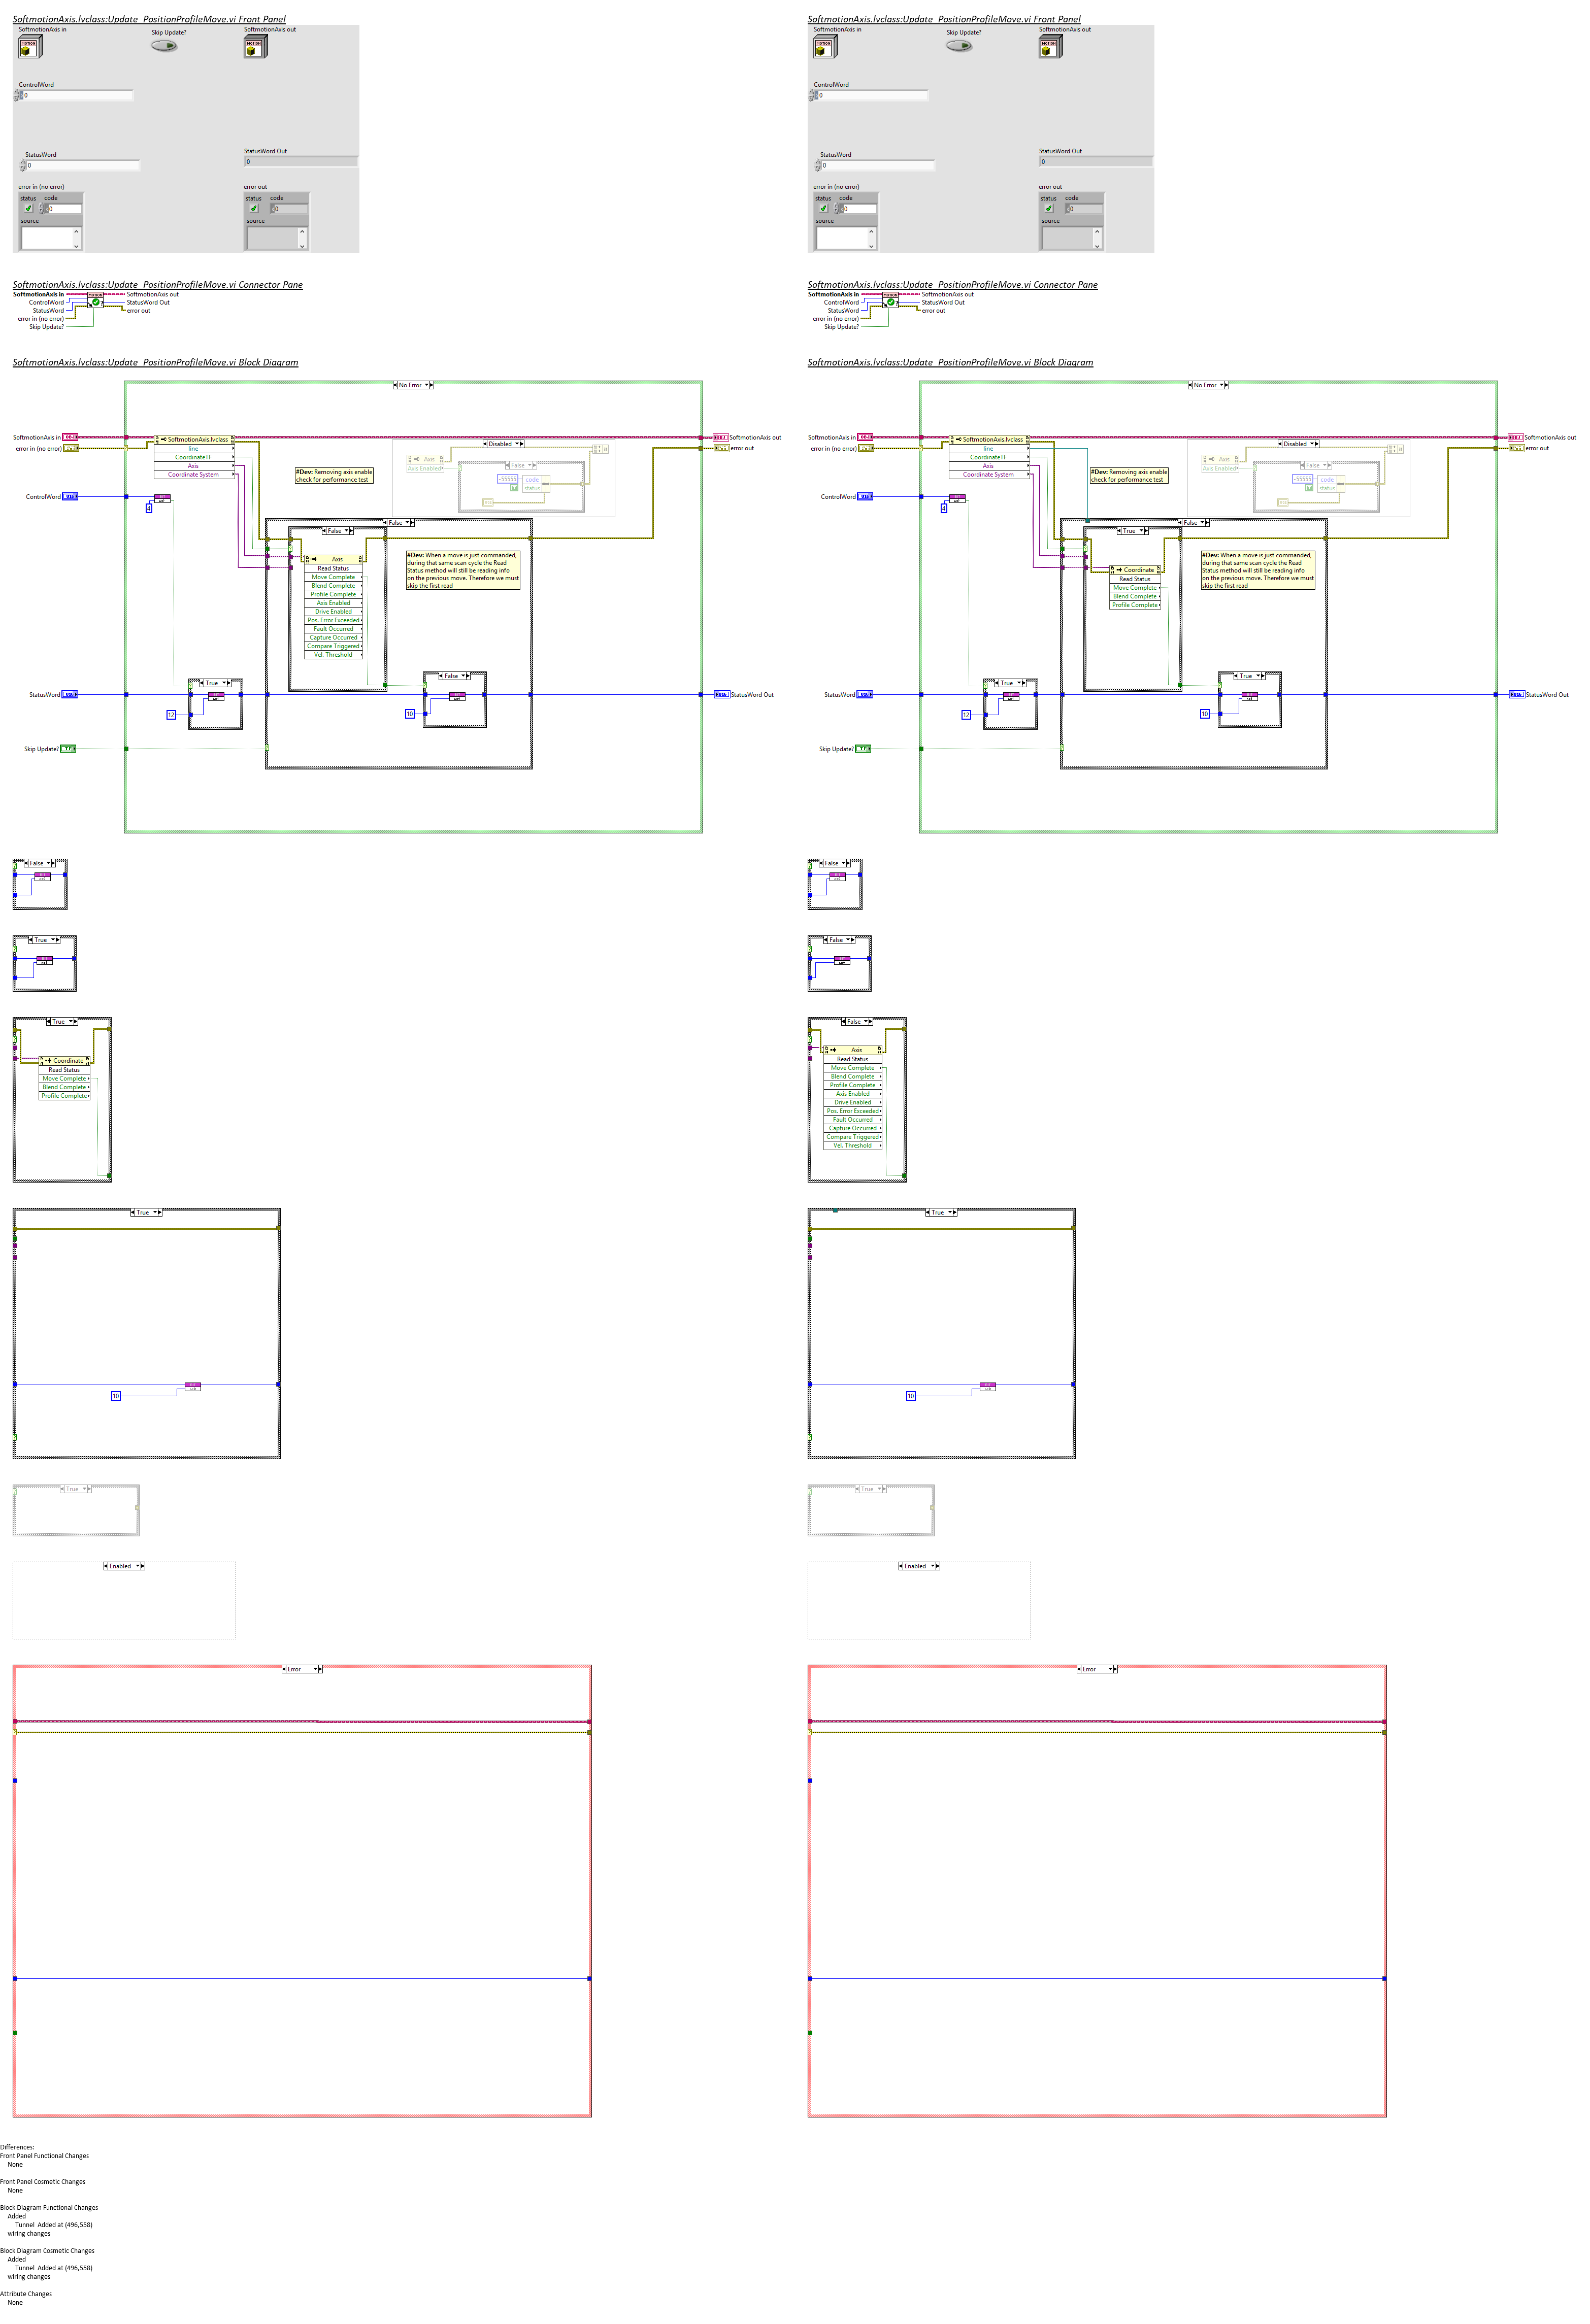 SoftmotionAxis.lvclass:Update_PositionProfileMove.vi Front Panel
SoftmotionAxis in
Skip Update?
SoftmotionAxis out
ControlWord
0
StatusWord
0
StatusWord Out
0
error in (no error)
status code
0
source
error out
status code
0
source
SoftmotionAxis.lvclass:Update_PositionProfileMove.vi Connector Pane
SoftmotionAxis in
ControlWord
StatusWord
error in (no error)
Skip Update?
SoftmotionAxis out
StatusWord Out
error out
SoftmotionAxis.lvclass:Update_PositionProfileMove.vi Block Diagram
No Error
SoftmotionAxis in
error in (no error)
SoftmotionAxis.lvclass
line
CoordinateTF
Axis
Coordinate System
#Dev: Removing axis enable
check for performance test
Disabled
Axis
Axis Enabled
False
-55555
code
status
SoftmotionAxis out
error out
ControlWord
4
False
False
Axis
Read Status
Move Complete
Blend Complete
Profile Complete
Axis Enabled
Drive Enabled
Pos. Error Exceeded
Fault Occurred
Capture Occurred
Compare Triggered
Vel. Threshold
#Dev: When a move is just commanded,
during that same scan cycle the Read
Status method will still be reading info
on the previous move. Therefore we must
skip the first read
True
False
StatusWord
12
10
StatusWord Out
Skip Update?
False
True
True
Coordinate
Read Status
Move Complete
Blend Complete
Profile Complete
True
10
True
Enabled
Error
SoftmotionAxis.lvclass:Update_PositionProfileMove.vi Front Panel
SoftmotionAxis in
Skip Update?
SoftmotionAxis out
ControlWord
0
StatusWord
0
StatusWord Out
0
error in (no error)
status code
0
source
error out
status code
0
source
SoftmotionAxis.lvclass:Update_PositionProfileMove.vi Connector Pane
SoftmotionAxis in
ControlWord
StatusWord
error in (no error)
Skip Update?
SoftmotionAxis out
StatusWord Out
error out
SoftmotionAxis.lvclass:Update_PositionProfileMove.vi Block Diagram
No Error
SoftmotionAxis in
error in (no error)
SoftmotionAxis.lvclass
line
CoordinateTF
Axis
Coordinate System
#Dev: Removing axis enable
check for performance test
Disabled
Axis
Axis Enabled
False
-55555
code
status
SoftmotionAxis out
error out
ControlWord
4
False
True
Coordinate
Read Status
Move Complete
Blend Complete
Profile Complete
#Dev: When a move is just commanded,
during that same scan cycle the Read
Status method will still be reading info
on the previous move. Therefore we must
skip the first read
True
True
StatusWord
12
10
StatusWord Out
Skip Update?
False
False
False
Axis
Read Status
Move Complete
Blend Complete
Profile Complete
Axis Enabled
Drive Enabled
Pos. Error Exceeded
Fault Occurred
Capture Occurred
Compare Triggered
Vel. Threshold
True
10
True
Enabled
Error
Differences:
Front Panel Functional Changes
None
Front Panel Cosmetic Changes
None
Block Diagram Functional Changes
Added
Tunnel Added at (496,558)
wiring changes
Block Diagram Cosmetic Changes
Added
Tunnel Added at (496,558)
wiring changes
Attribute Changes
None